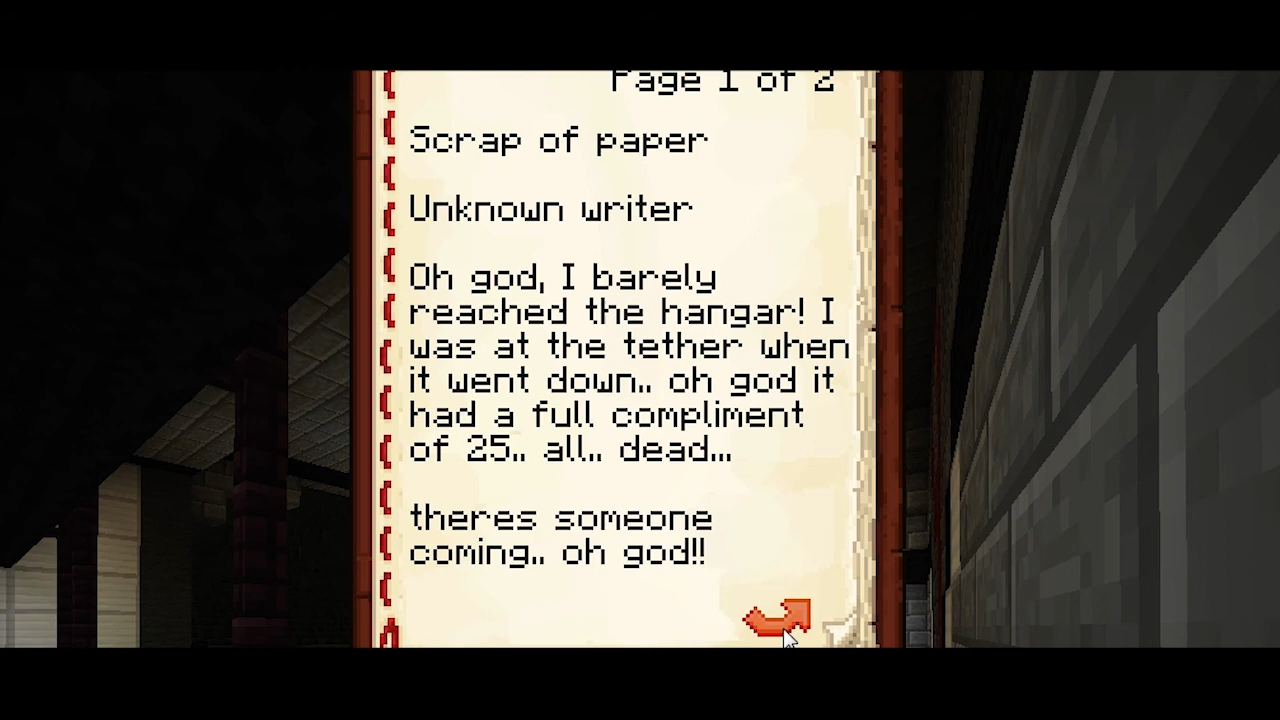 Page 1 of 2
Scrap of paper
Unknown writer
Oh god, I barely
reached the hangar! I
was at the tether when
it went down.. oh god it
had a full compliment
of 25.. all.. dead...
theres someone
coming.. oh god!!